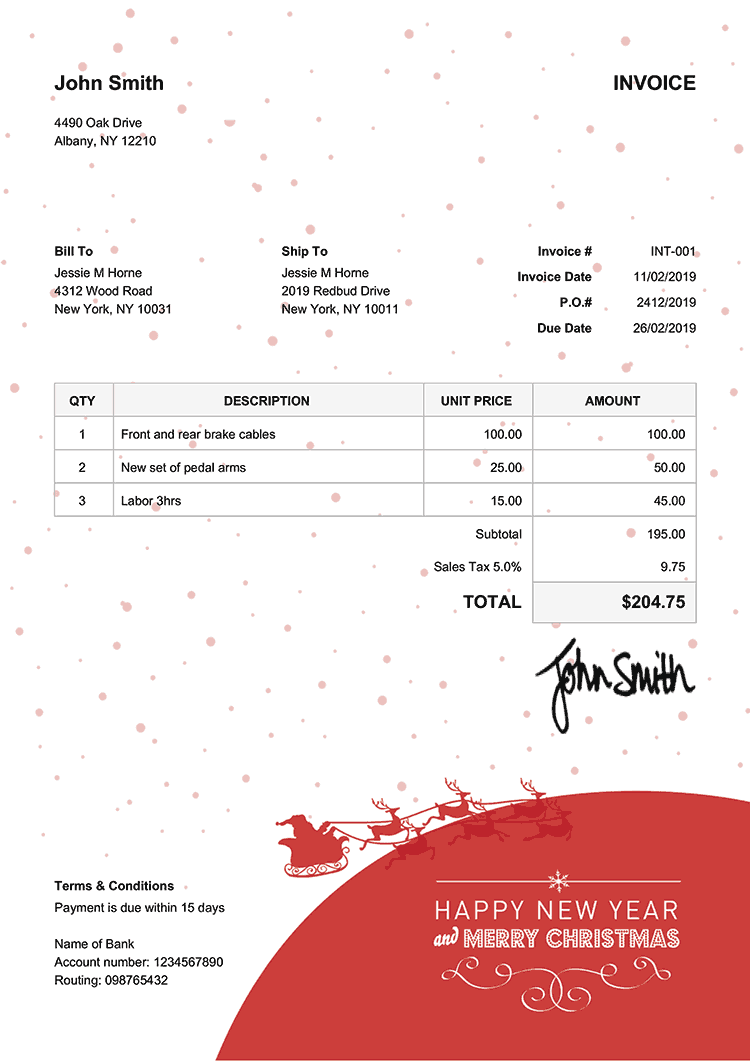 John Smith
INVOICE
4490 Oak Drive
Albany, NY 12210
Bill To
Jessie M Horne
4312 Wood Road
New York, NY 10031
Ship To
Jessie M Horne
2019 Redbud Drive
New York, NY 10011
Invoice # INT-001
Invoice Date 11/02/2019
P.O.# 2412/2019
Due Date 26/02/2019
QTY DESCRIPTION UNIT PRICE AMOUNT
1 Front and rear brake cables 100.00 100.00
2 New set of pedal arms 25.00 50.00
3 Labor 3hrs 15.00 45.00
Subtotal 195.00
Sales Tax 5.0% 9.75
TOTAL $204.75
John Smith
Terms & Conditions
Payment is due within 15 days
Name of Bank
Account number: 1234567890
Routing: 098765432
HAPPY NEW YEAR
and MERRY CHRISTMAS